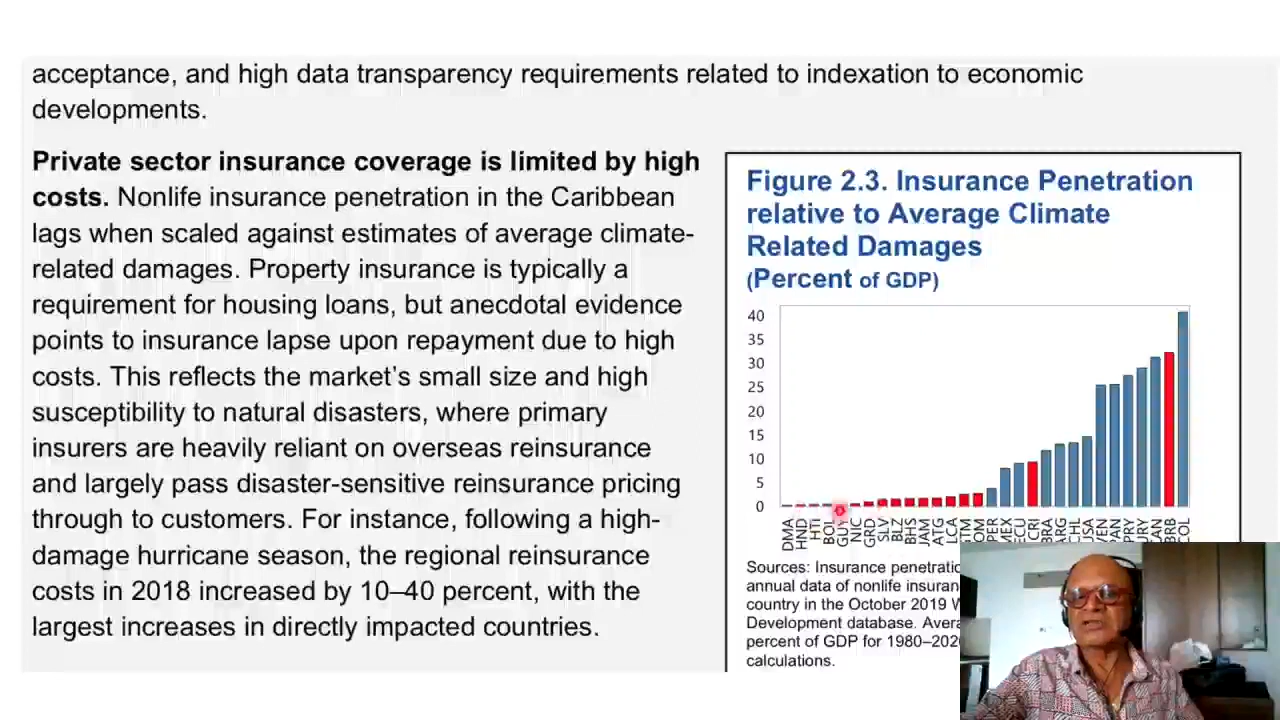 acceptance, and high data transparency requirements related to indexation to economic
developments.
Private sector insurance coverage is limited by high
costs. Nonlife insurance penetration in the Caribbean
lags when scaled against estimates of average climate-
related damages. Property insurance is typically a
requirement for housing loans, but anecdotal evidence
points to insurance lapse upon repayment due to high
costs. This reflects the market's small size and high
susceptibility to natural disasters, where primary
insurers are heavily reliant on overseas reinsurance
and largely pass disaster-sensitive reinsurance pricing
through to customers. For instance, following a high-
damage hurricane season, the regional reinsurance
costs in 2018 increased by 10–40 percent, with the
largest increases in directly impacted countries.
Figure 2.3. Insurance Penetration
relative to Average Climate
Related Damages
(Percent of GDP)
40
35
30
25
20
15
10
5
0
DMA
HND
HTI
BOL
GUY
NIC
GRD
SLV
BLZ
BHS
JAM
ATG
LCA
TM
OM
PER
MEX
ECU
CRI
BRA
ARG
CHL
USA
VEN
PAN
PRY
URY
CAN
BRB
COL
Sources: Insurance penetratio
annual data of nonlife insuran
country in the October 2019 W
Development database. Avera
percent of GDP for 1980–202
calculations.